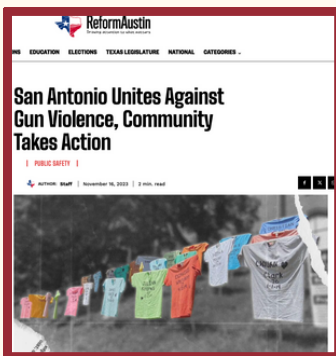 ReformAustin
EDUCATION ELECTIONS TEXAS LEGISLATURE NATIONAL CATEGORIES
San Antonio Unites Against
Gun Violence, Community
Takes Action
| PUBLIC SAFETY |
AUTHOR: Staff | November 16, 2023 | 2 min. read